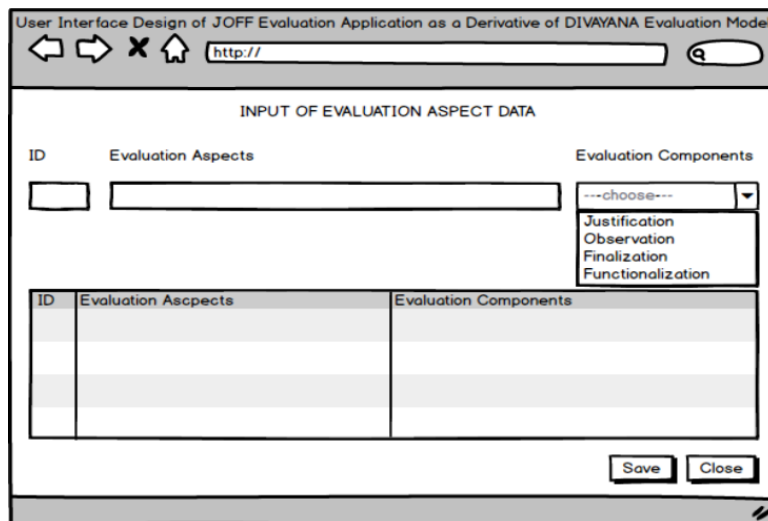 User Interface Design of JOFF Evaluation Application as a Derivative of DIVAYANA Evaluation Model
http://
INPUT OF EVALUATION ASPECT DATA
ID Evaluation Aspects Evaluation Components
---choose---
Justification
Observation
Finalization
Functionalization
ID Evaluation Ascpects Evaluation Components
Save Close